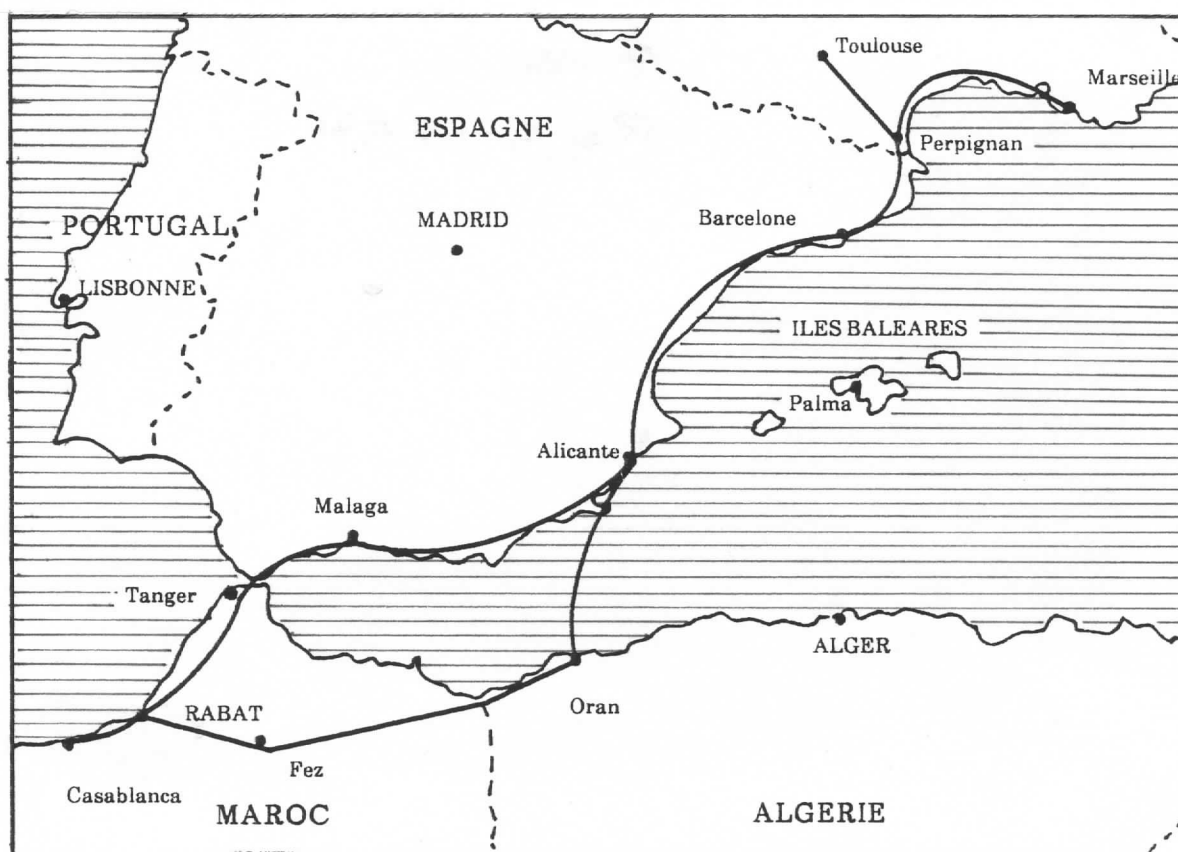 Toulouse
Marseille
ESPAGNE
Perpignan
PORTUGAL
MADRID
Barcelone
LISBONNE
ILES BALEARES
Palma
Alicante
Malaga
Tanger
ALGER
RABAT
Oran
Fez
Casablanca
MAROC
ALGERIE